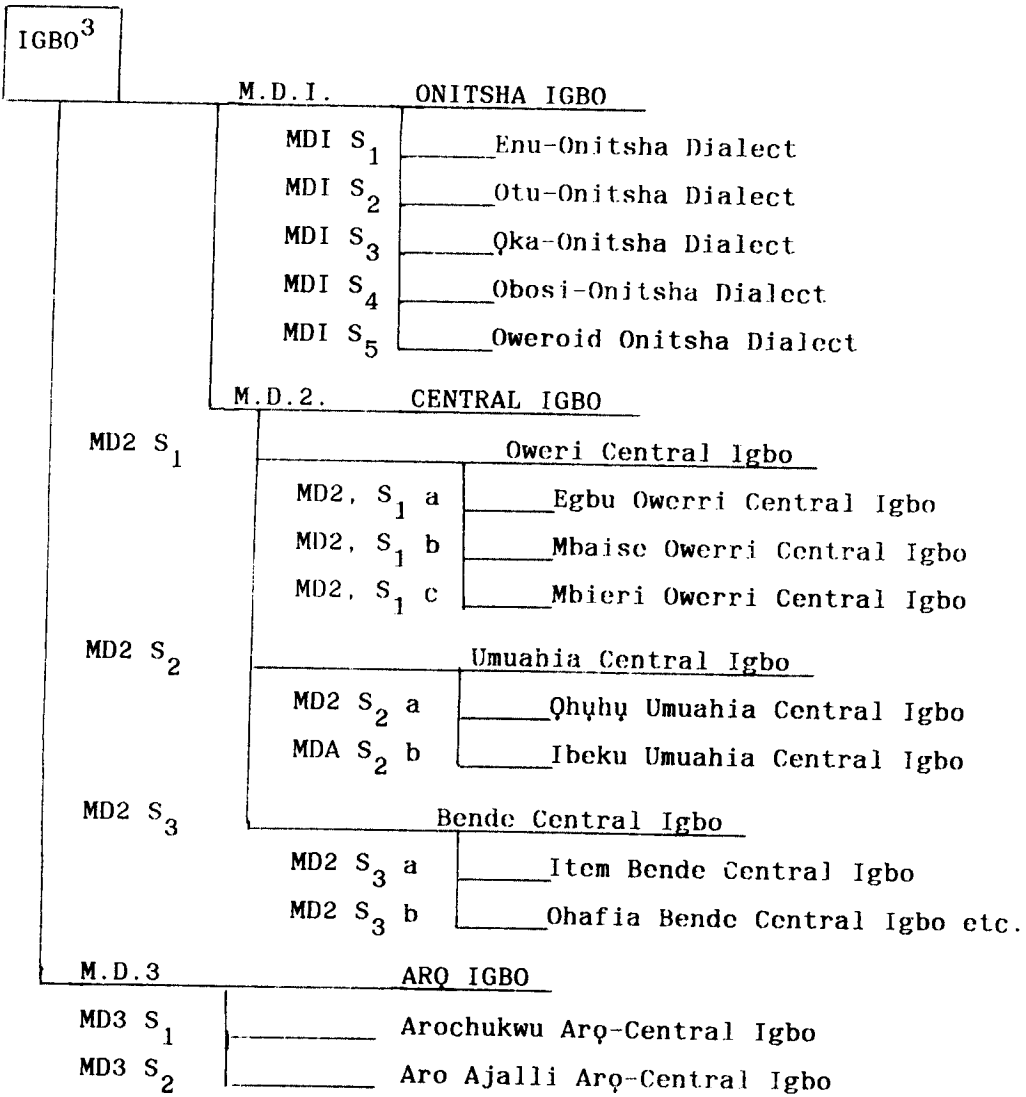 IGBO³
M.D.I. ONITSHA IGBO
MDI S₁ Enu-Onitsha Dialect
MDI S₂ Otu-Onitsha Dialect
MDI S₃ Ọka-Onitsha Dialect
MDI S₄ Obosi-Onitsha Dialect
MDI S₅ Oweroid Onitsha Dialect
M.D.2. CENTRAL IGBO
MD2 S₁ Oweri Central Igbo
MD2, S₁ a Egbu Owerri Central Igbo
MD2, S₁ b Mbaise Owerri Central Igbo
MD2, S₁ c Mbieri Owerri Central Igbo
MD2 S₂ Umuahia Central Igbo
MD2 S₂ a Ọhụhụ Umuahia Central Igbo
MDA S₂ b Ibeku Umuahia Central Igbo
MD2 S₃ Bende Central Igbo
MD2 S₃ a Item Bende Central Igbo
MD2 S₃ b Ohafia Bende Central Igbo etc.
M.D.3 ARỌ IGBO
MD3 S₁ Arochukwu Arọ-Central Igbo
MD3 S₂ Aro Ajalli Arọ-Central Igbo